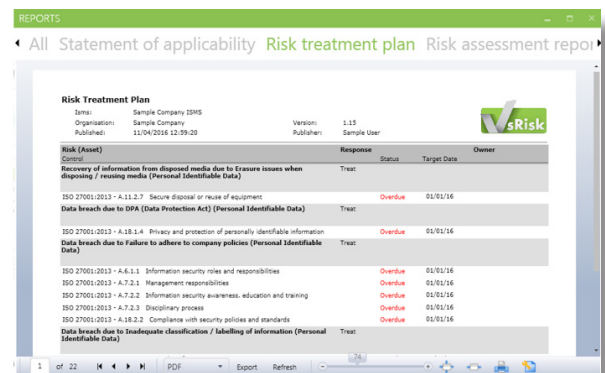 REPORTS
All Statement of applicability Risk treatment plan Risk assessment repor
Risk Treatment Plan
Isms: Sample Company ISMS
Organisation: Sample Company Version: 1.15
Published: 11/04/2016 12:59:20 Publisher: Sample User
VsRisk
Risk (Asset) Response Owner
Control Status Target Date
Recovery of information from disposed media due to Erasure issues when Treat
disposing / reusing media (Personal Identifiable Data)
ISO 27001:2013 - A.11.2.7 Secure disposal or reuse of equipment Overdue 01/01/16
Data breach due to DPA (Data Protection Act) (Personal Identifiable Data) Treat
ISO 27001:2013 - A.18.1.4 Privacy and protection of personally identifiable information Overdue 01/01/16
Data breach due to Failure to adhere to company policies (Personal Identifiable Treat
Data)
ISO 27001:2013 - A.6.1.1 Information security roles and responsibilities Overdue 01/01/16
ISO 27001:2013 - A.7.2.1 Management responsibilities Overdue 01/01/16
ISO 27001:2013 - A.7.2.2 Information security awareness, education and training Overdue 01/01/16
ISO 27001:2013 - A.7.2.3 Disciplinary process Overdue 01/01/16
ISO 27001:2013 - A.18.2.2 Compliance with security policies and standards Overdue 01/01/16
Data breach due to Inadequate classification / labelling of information (Personal Treat
Identifiable Data)
74
1 of 22 PDF Export Refresh